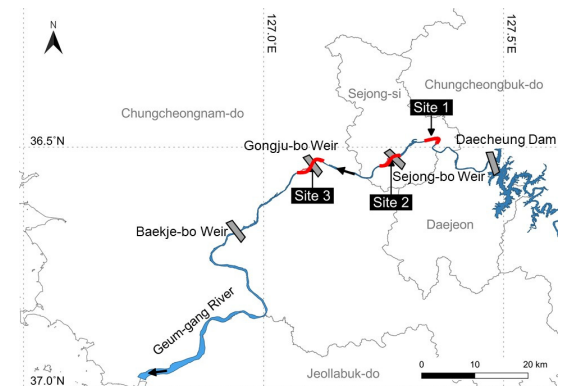 N
127.0°E
127.5°E
Sejong-si
Chungcheongbuk-do
Chungcheongnam-do
Site 1
36.5°N
Gongju-bo Weir
Daecheung Dam
Sejong-bo Weir
Site 3
Site 2
Baekje-bo Weir
Daejeon
Geum-gang River
Jeollabuk-do
37.0°N
0 10 20 km